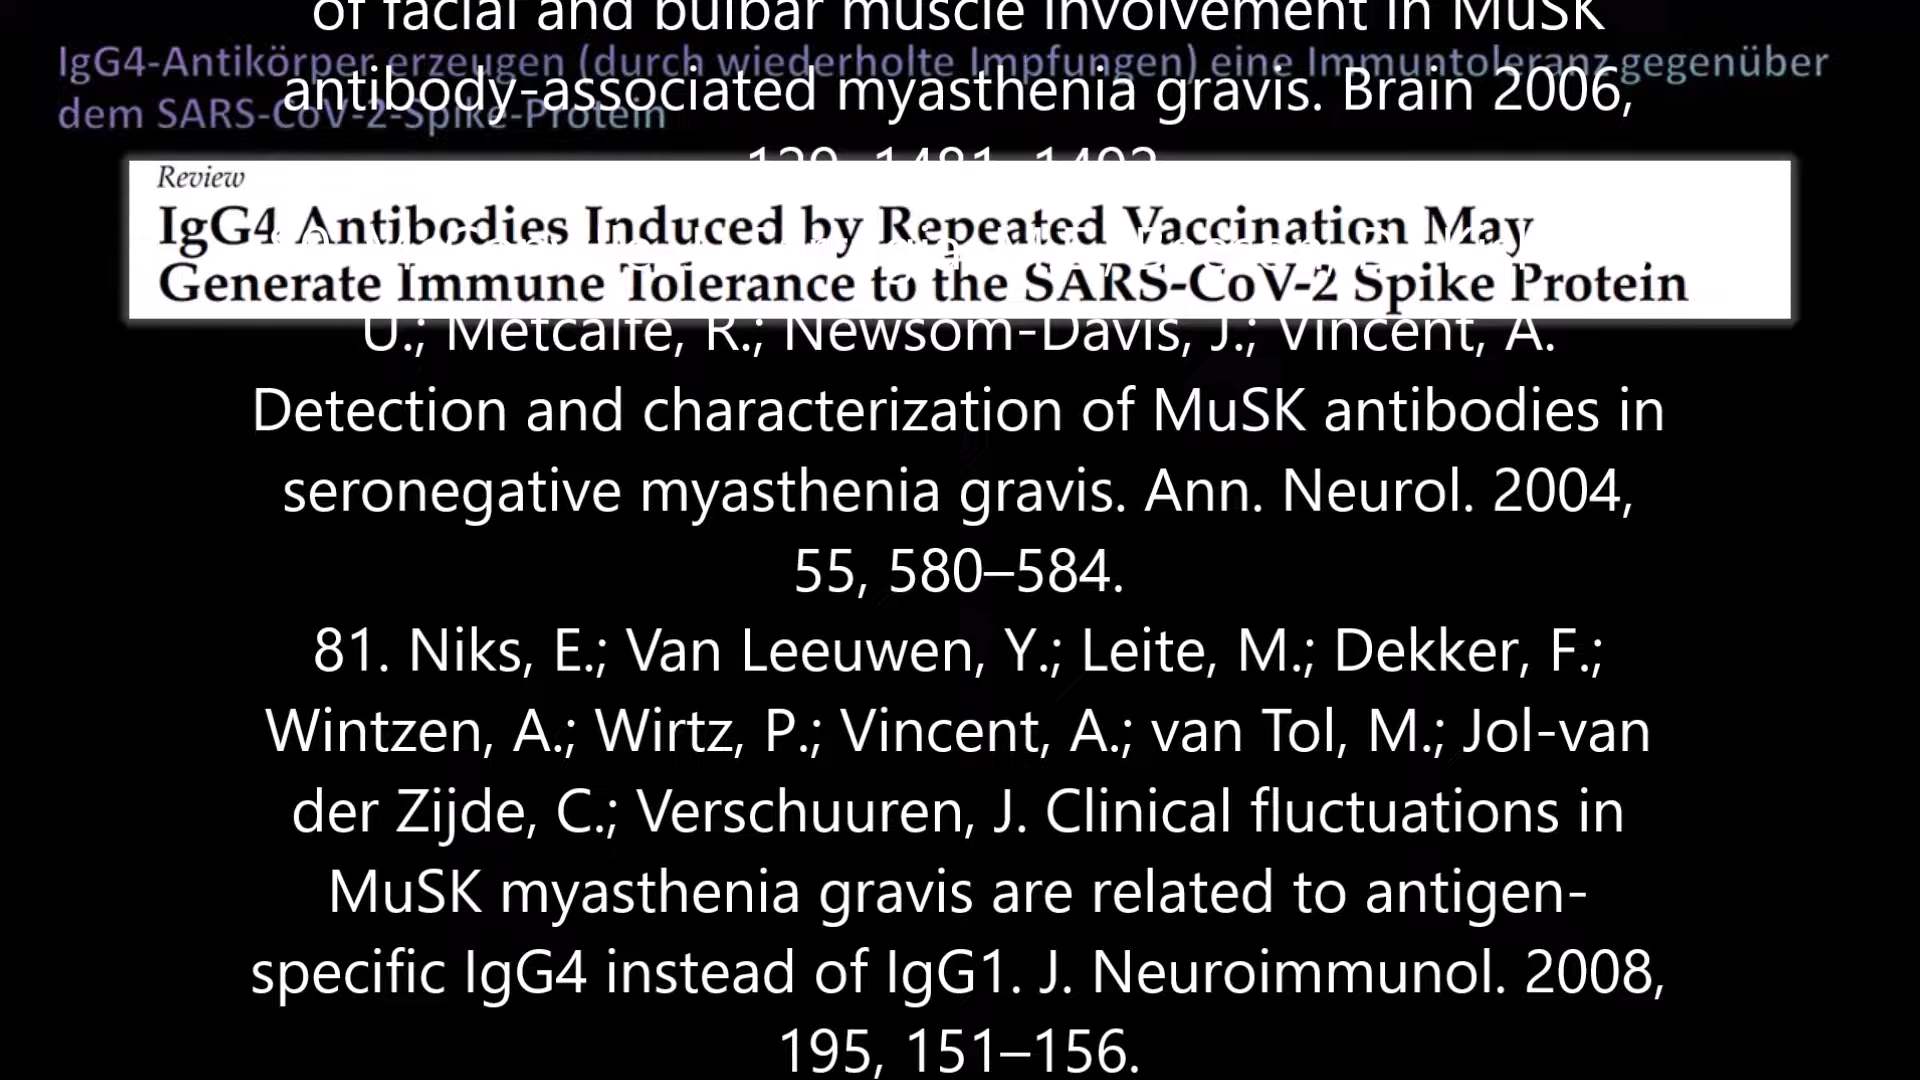 of facial and bulbar muscle involvement in MuSK
IgG4-Antikörper erzeugen (durch wiederholte Impfungen) eine Immuntoleranz gegenüber
antibody-associated myasthenia gravis. Brain 2006,
dem SARS-CoV-2-Spike-Protein
129, 1481–1492.
Review
IgG4 Antibodies Induced by Repeated Vaccination May
Generate Immune Tolerance to the SARS-CoV-2 Spike Protein
U.; Metcalfe, R.; Newsom-Davis, J.; Vincent, A.
Detection and characterization of MuSK antibodies in
seronegative myasthenia gravis. Ann. Neurol. 2004,
55, 580–584.
81. Niks, E.; Van Leeuwen, Y.; Leite, M.; Dekker, F.;
Wintzen, A.; Wirtz, P.; Vincent, A.; van Tol, M.; Jol-van
der Zijde, C.; Verschuuren, J. Clinical fluctuations in
MuSK myasthenia gravis are related to antigen-
specific IgG4 instead of IgG1. J. Neuroimmunol. 2008,
195, 151–156.